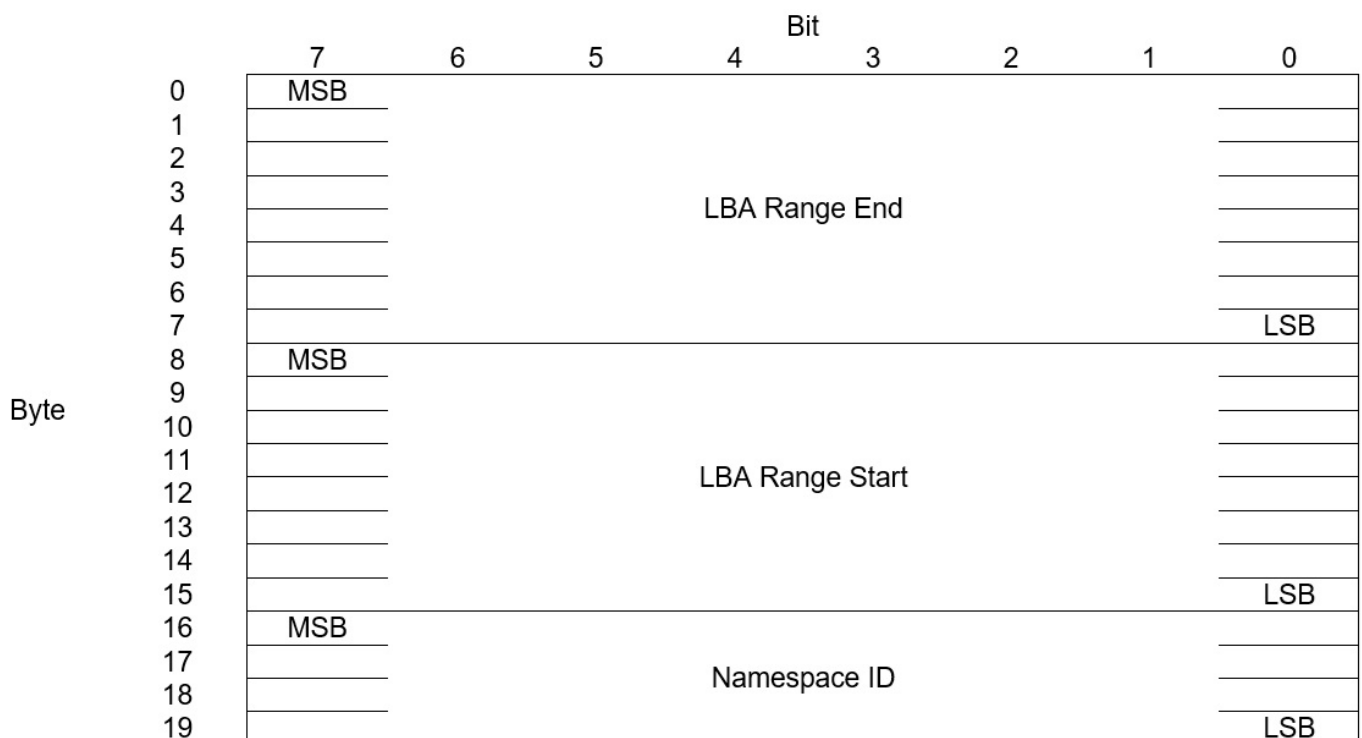 Bit
7 6 5 4 3 2 1 0
0 MSB
1
2
3
LBA Range End
4
5
6
7 LSB
8 MSB
9
Byte
10
11
LBA Range Start
12
13
14
15 LSB
16 MSB
17
Namespace ID
18
19 LSB